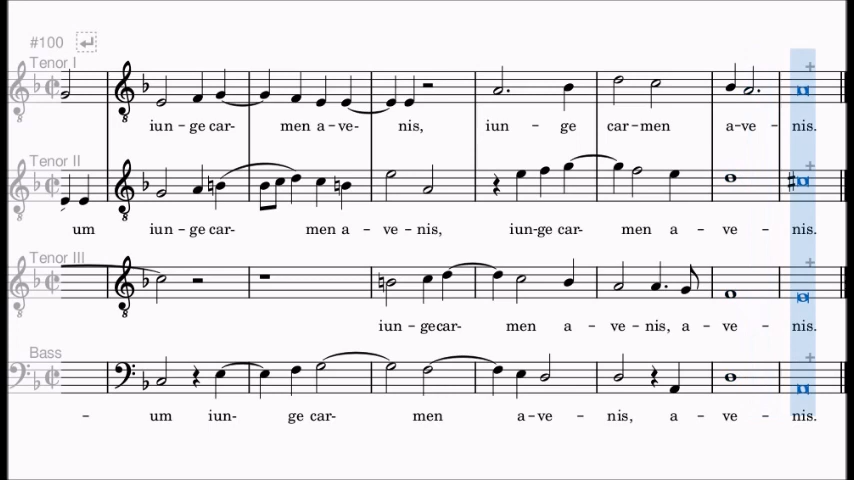 #100
Tenor I
iun - ge car- men a - ve- nis, iun - ge car - men a - ve - nis.
Tenor II
um iun - ge car- men a - ve - nis, iun-ge car- men a - ve - nis.
Tenor III
iun - gecar- men a - ve - nis, a - ve - nis.
Bass
- um iun- ge car- men a - ve - nis, a - ve - nis.